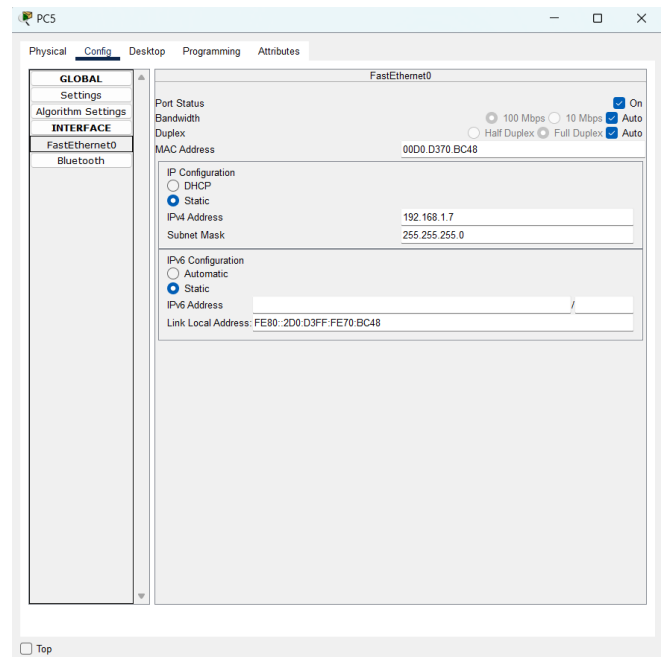 PC5
Physical Config Desktop Programming Attributes
GLOBAL
Settings
Algorithm Settings
INTERFACE
FastEthernet0
Bluetooth
FastEthernet0
Port Status On
Bandwidth 100 Mbps 10 Mbps Auto
Duplex Half Duplex Full Duplex Auto
MAC Address 00D0.D370.BC48
IP Configuration
DHCP
Static
IPv4 Address 192.168.1.7
Subnet Mask 255.255.255.0
IPv6 Configuration
Automatic
Static
IPv6 Address /
Link Local Address: FE80::2D0:D3FF:FE70:BC48
Top